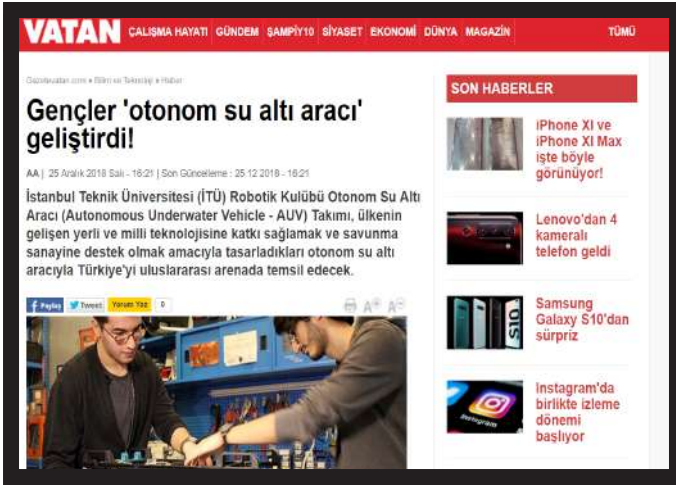 VATAN
ÇALIŞMA HAYATI GÜNDEM ŞAMPİY10 SİYASET EKONOMİ DÜNYA MAGAZİN TÜMÜ
Gazetevatan.com » Bilim ve Teknoloji » Haber
Gençler 'otonom su altı aracı'
geliştirdi!
AA | 25 Aralık 2018 Salı - 16:21 | Son Güncelleme : 25 12 2018 - 16:21
İstanbul Teknik Üniversitesi (İTÜ) Robotik Kulübü Otonom Su Altı
Aracı (Autonomous Underwater Vehicle - AUV) Takımı, ülkenin
gelişen yerli ve milli teknolojisine katkı sağlamak ve savunma
sanayine destek olmak amacıyla tasarladıkları otonom su altı
aracıyla Türkiye'yi uluslararası arenada temsil edecek.
Paylaş Tweet Yorum Yaz 0
A+ A-
SON HABERLER
iPhone XI ve
iPhone XI Max
işte böyle
görünüyor!
Lenovo'dan 4
kameralı
telefon geldi
S10
Samsung
Galaxy S10'dan
sürpriz
Instagram
Instagram'da
birlikte izleme
dönemi
başlıyor